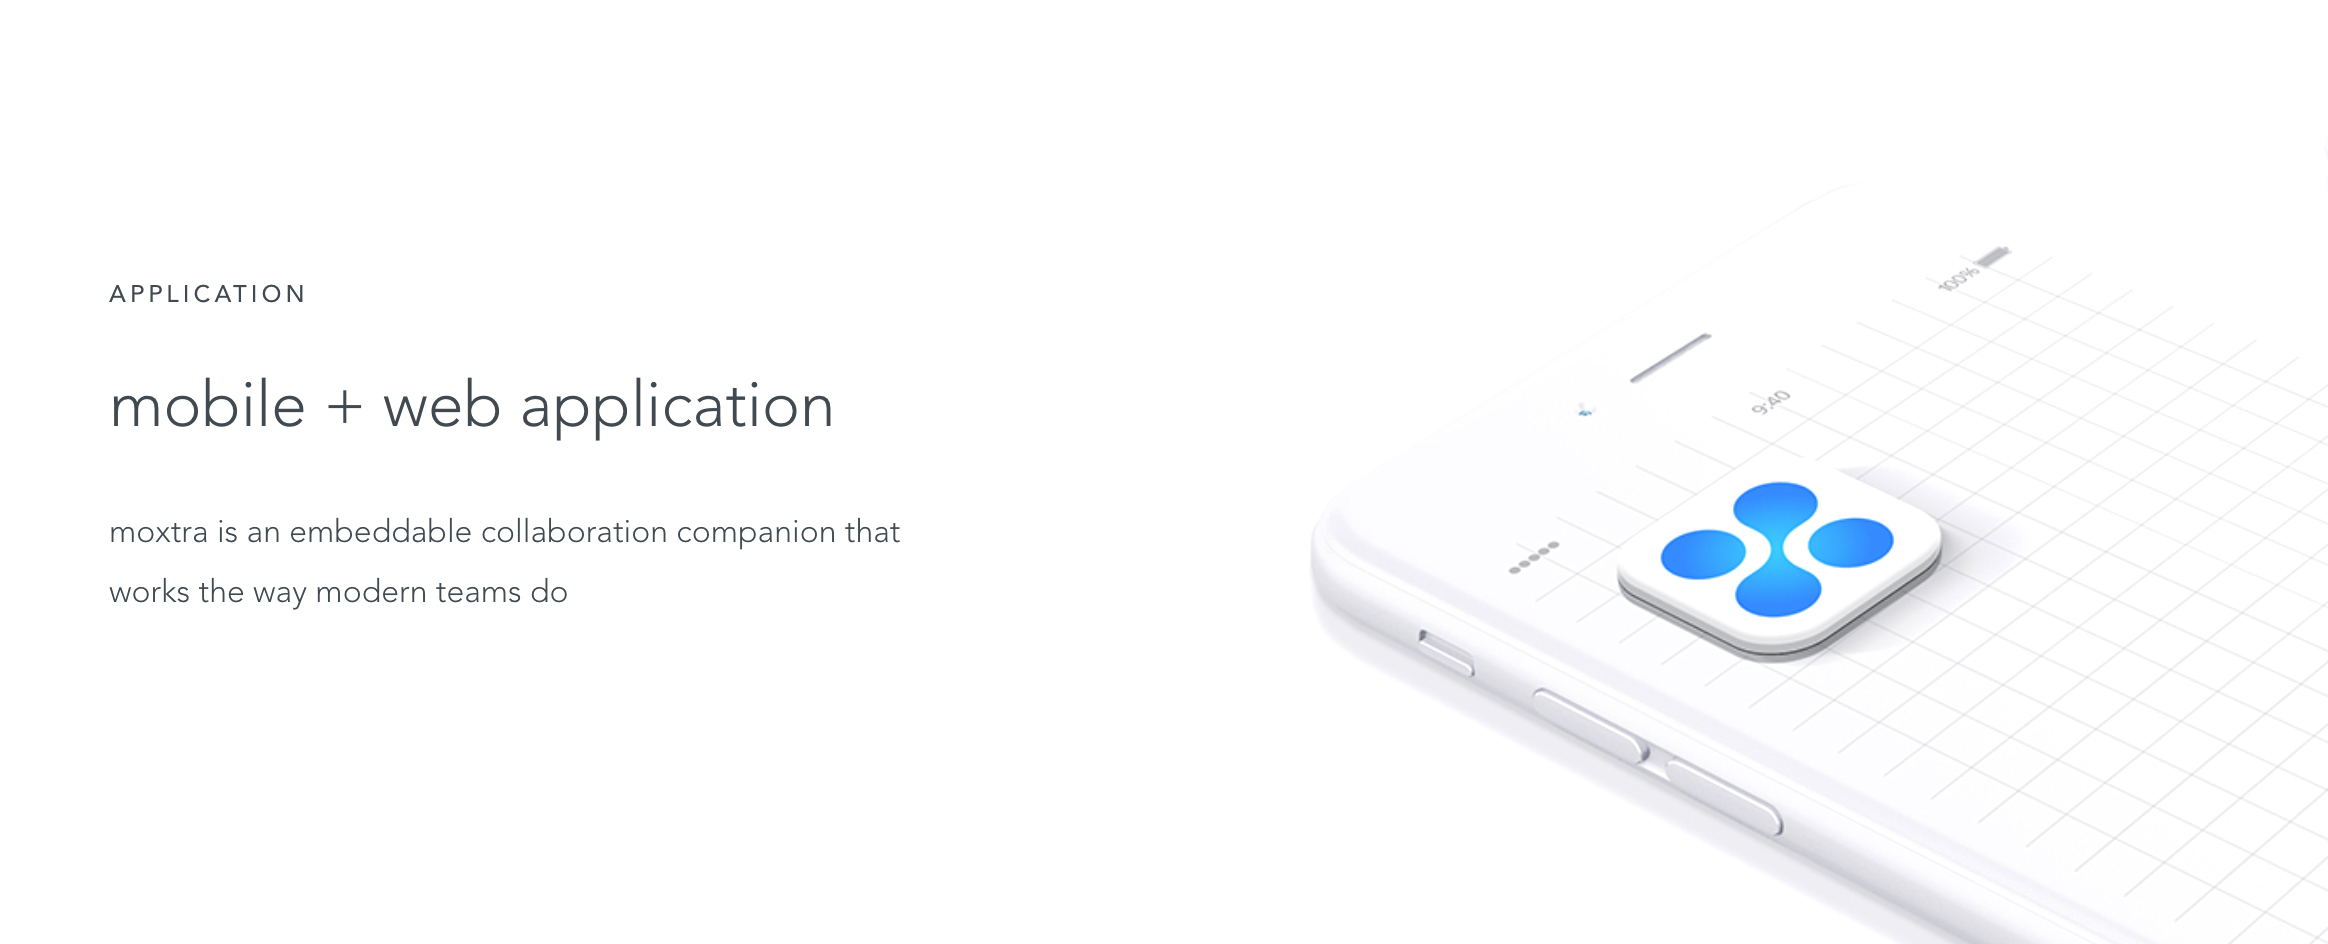 APPLICATION
mobile + web application
moxtra is an embeddable collaboration companion that
works the way modern teams do
100%
9:40